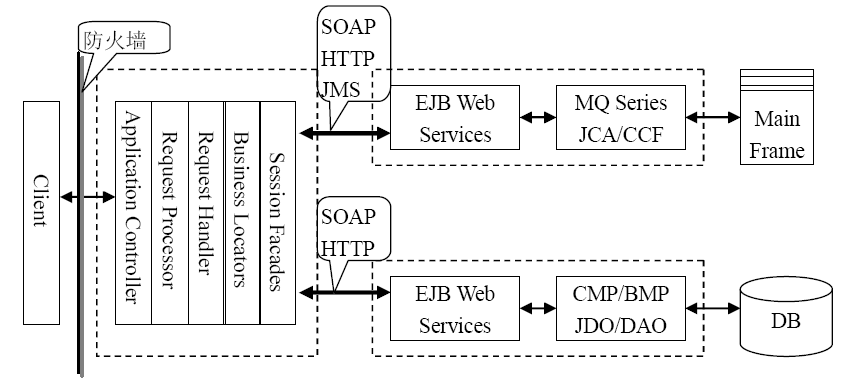 防火墙
Client
Application Controller
Request Processor
Request Handler
Business Locators
Session Facades
SOAP
HTTP
JMS
EJB Web
Services
MQ Series
JCA/CCF
Main
Frame
SOAP
HTTP
EJB Web
Services
CMP/BMP
JDO/DAO
DB